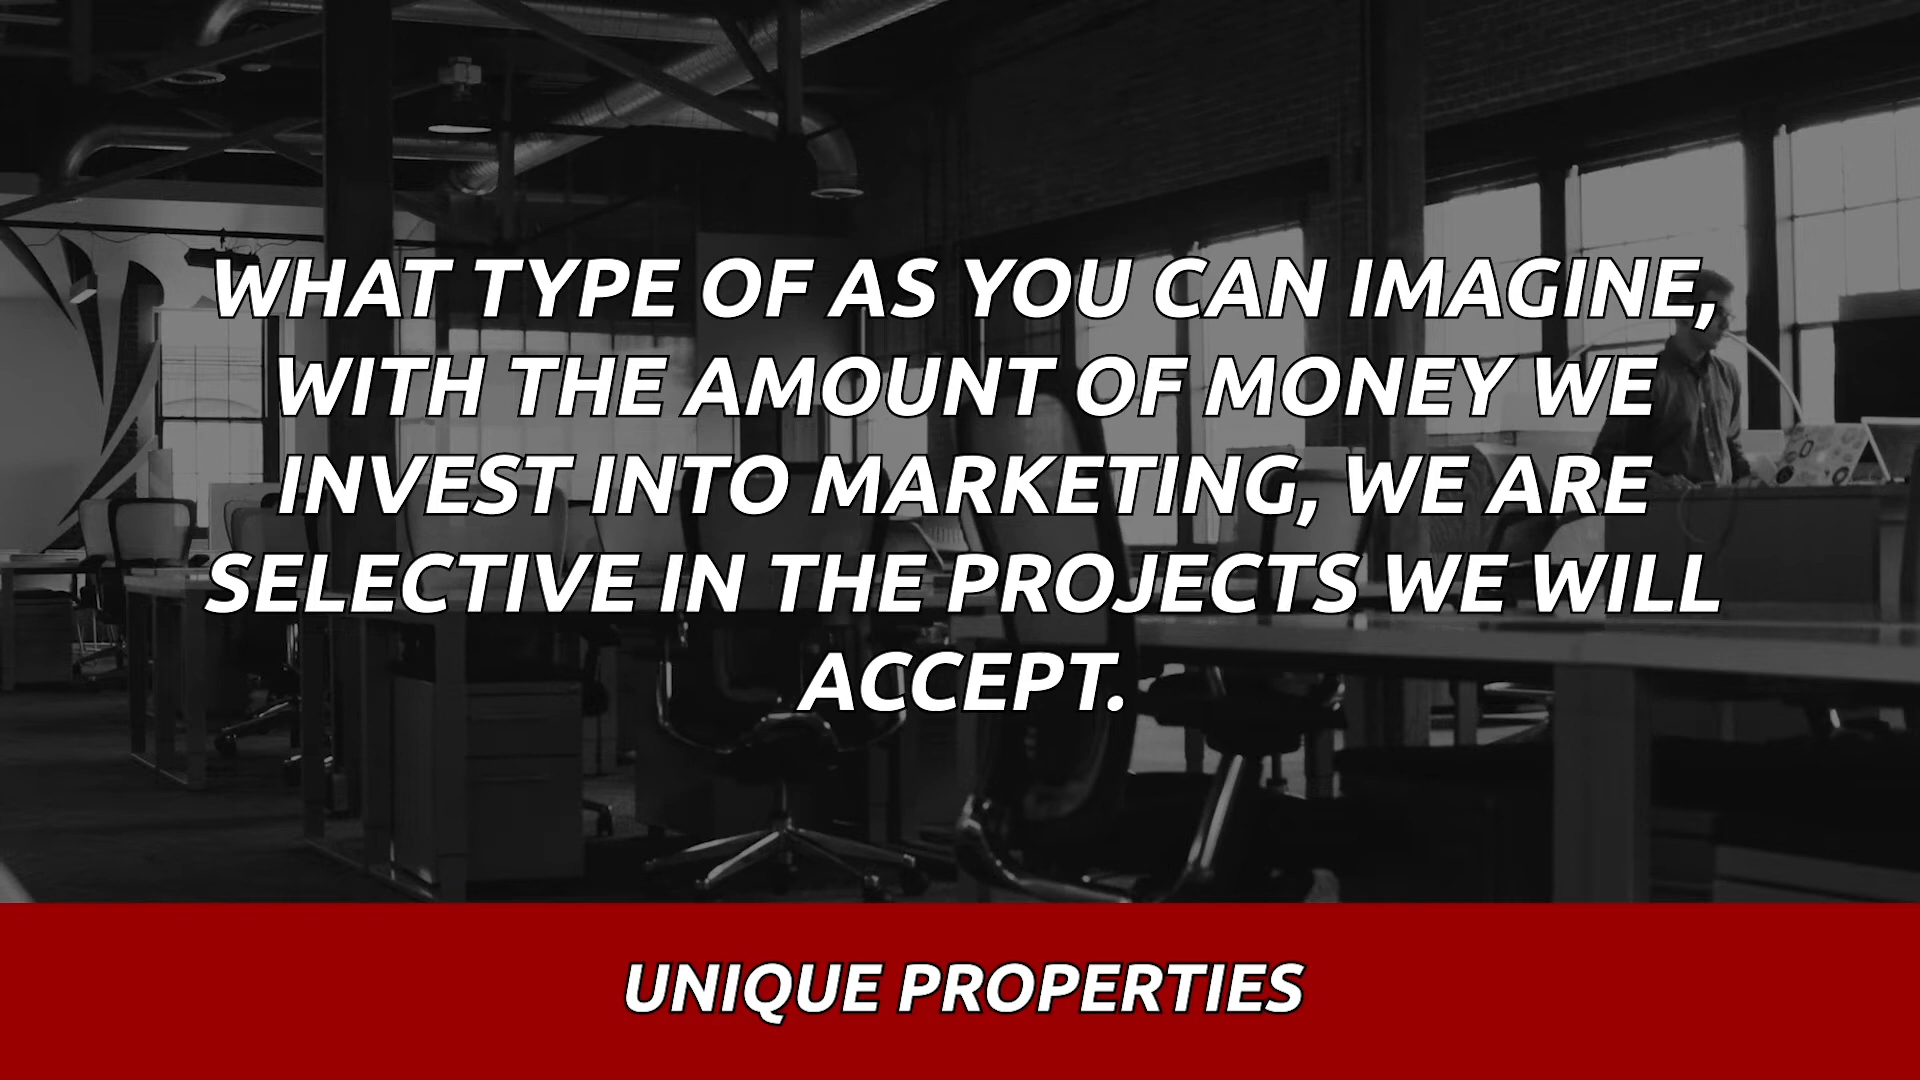 WHAT TYPE OF AS YOU CAN IMAGINE,
WITH THE AMOUNT OF MONEY WE
INVEST INTO MARKETING, WE ARE
SELECTIVE IN THE PROJECTS WE WILL
ACCEPT.
UNIQUE PROPERTIES